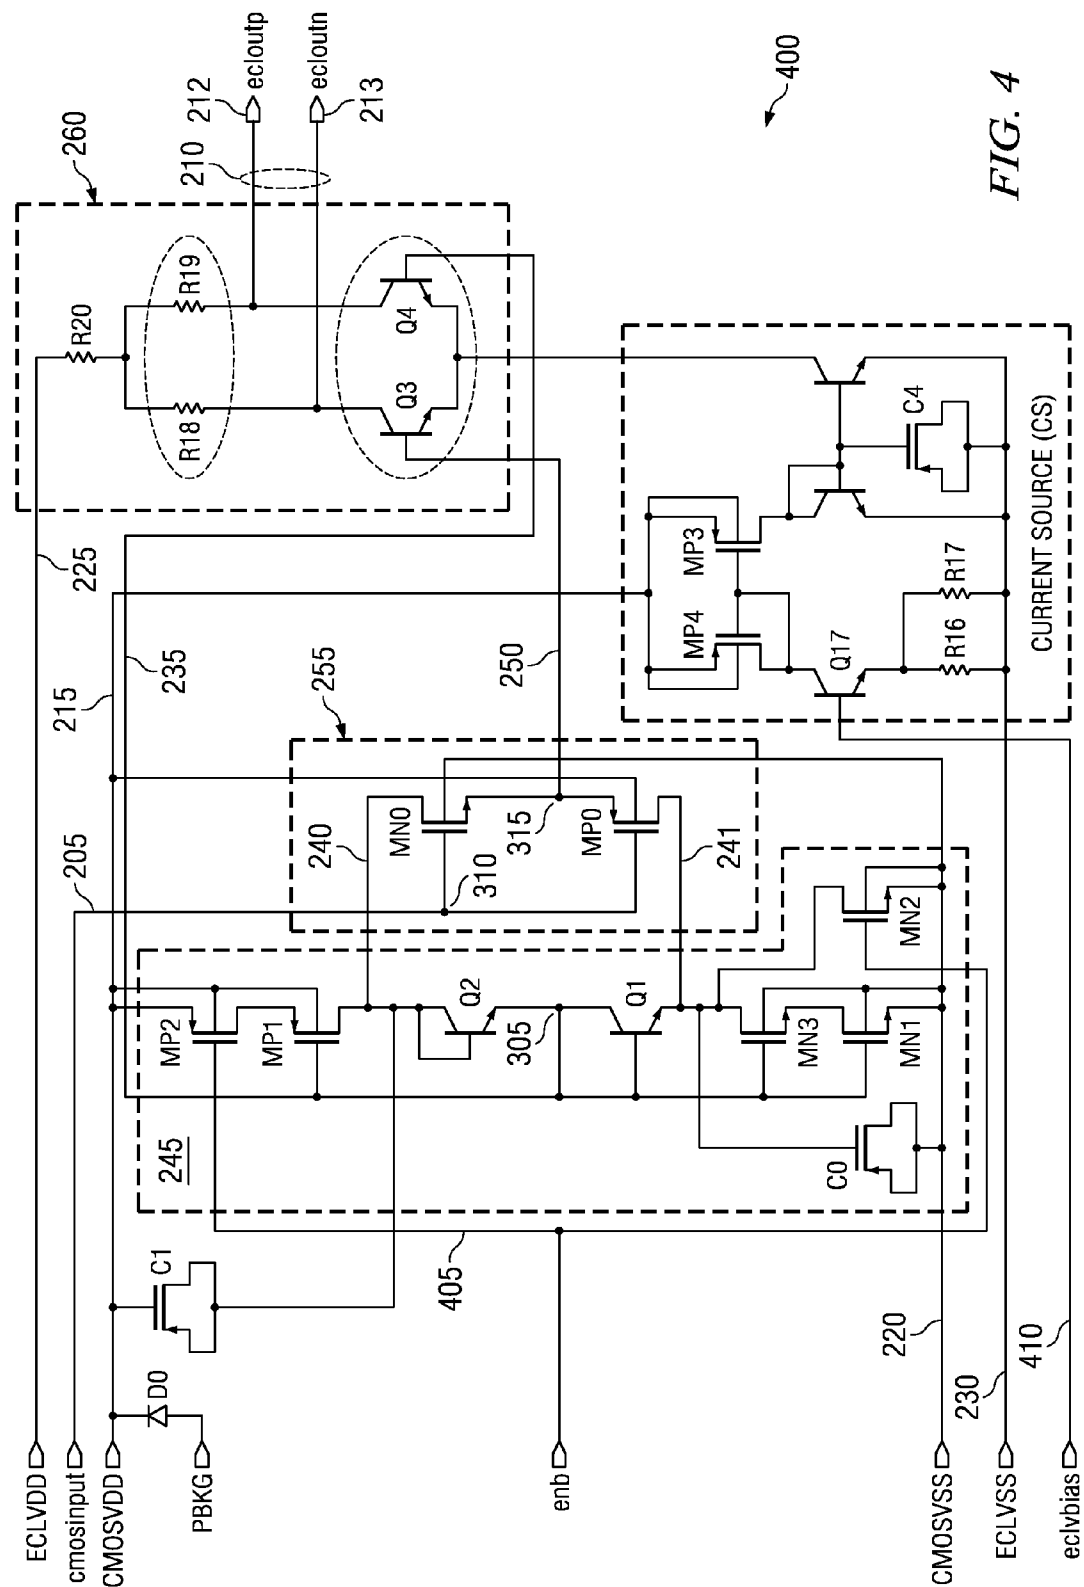 ECLVDD
cmosinput
CMOSVDD
PBKG
enb
CMOSVSS
ECLVSS
eclvbias
D0
C1
405
220
230
410
245
C0
MP2
MP1
Q2
305
Q1
MN3
MN1
MN2
205
310
240
MN0
315
MP0
241
255
215
235
225
250
MP4
MP3
Q17
R16
R17
C4
CURRENT SOURCE (CS)
R20
R18
R19
Q3
Q4
260
210
212
213
ecloutp
ecloutn
400
FIG. 4